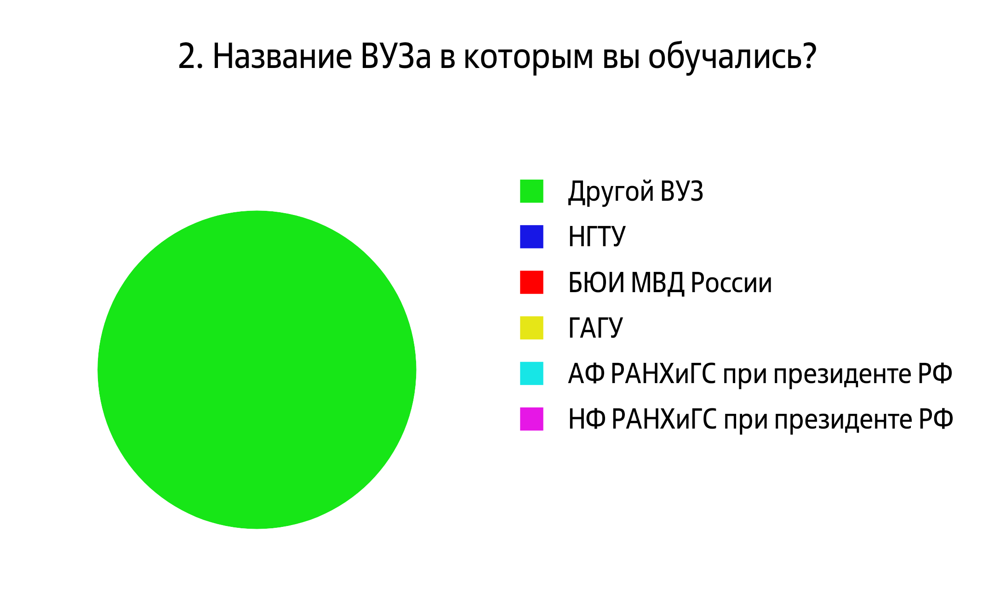 2. Название ВУЗа в которым вы обучались?
Другой ВУЗ
НГТУ
БЮИ МВД России
ГАГУ
АФ РАНХиГС при президенте РФ
НФ РАНХиГС при президенте РФ